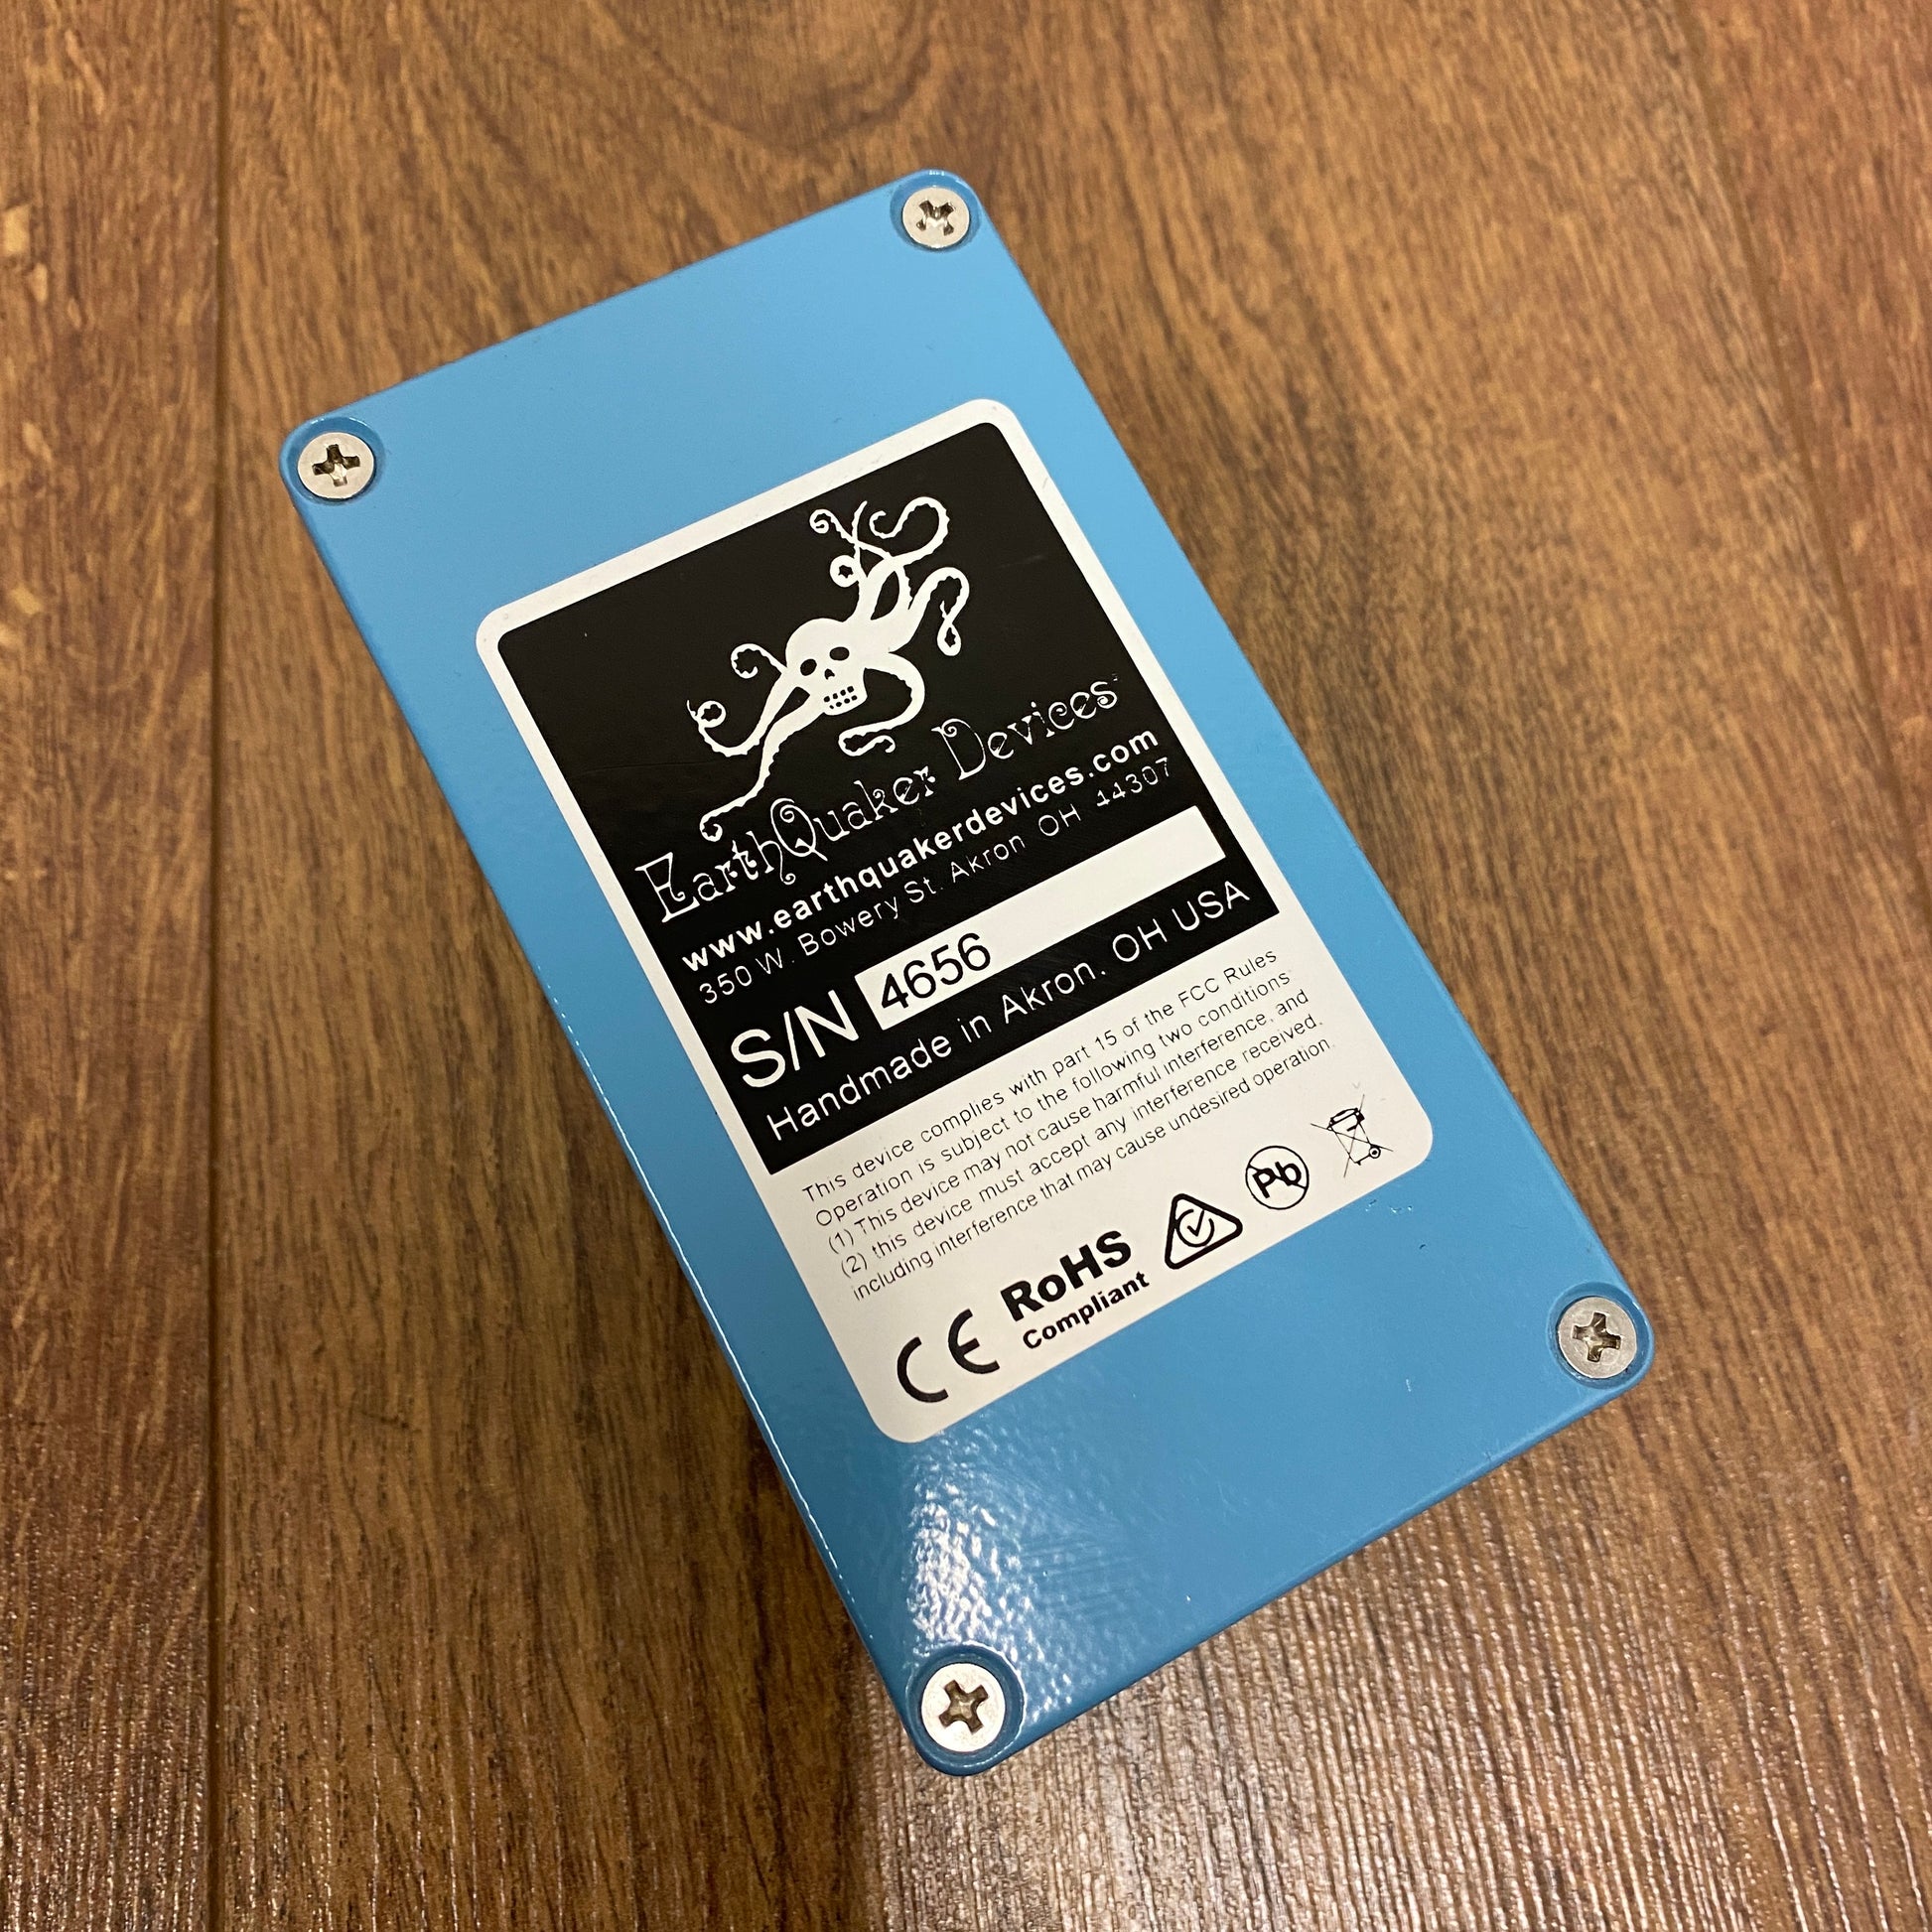 EarthQuaker Devices
www.earthquakerdevices.com
350 W. Bowery St. Akron OH 44307
S/N 4656
Handmade in Akron. OH USA
This device complies with part 15 of the FCC Rules
Operation is subject to the following two conditions
(1) This device may not cause harmful interference, and
(2) this device must accept any interference received,
including interference that may cause undesired operation.
CE RoHS Pb
Compliant